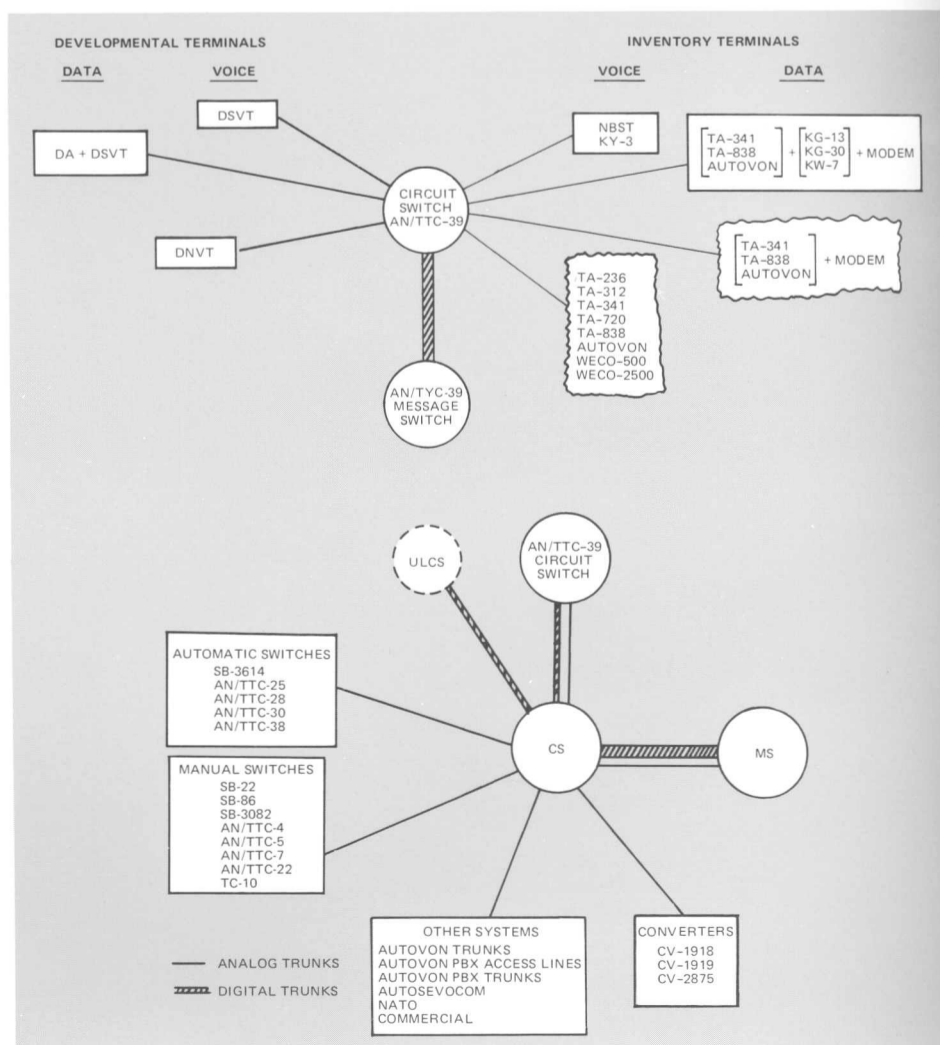 DEVELOPMENTAL TERMINALS
DATA
VOICE
INVENTORY TERMINALS
VOICE
DATA
DSVT
DA + DSVT
DNVT
CIRCUIT
SWITCH
AN/TTC-39
NBST
KY-3
TA-341
TA-838
AUTOVON
+
KG-13
KG-30
KW-7
+ MODEM
TA-341
TA-838
AUTOVON
+ MODEM
TA-236
TA-312
TA-341
TA-720
TA-838
AUTOVON
WECO-500
WECO-2500
AN/TYC-39
MESSAGE
SWITCH
ULCS
AN/TTC-39
CIRCUIT
SWITCH
AUTOMATIC SWITCHES
SB-3614
AN/TTC-25
AN/TTC-28
AN/TTC-30
AN/TTC-38
CS
MS
MANUAL SWITCHES
SB-22
SB-86
SB-3082
AN/TTC-4
AN/TTC-5
AN/TTC-7
AN/TTC-22
TC-10
OTHER SYSTEMS
AUTOVON TRUNKS
AUTOVON PBX ACCESS LINES
AUTOVON PBX TRUNKS
AUTOSEVOCOM
NATO
COMMERCIAL
CONVERTERS
CV-1918
CV-1919
CV-2875
ANALOG TRUNKS
DIGITAL TRUNKS